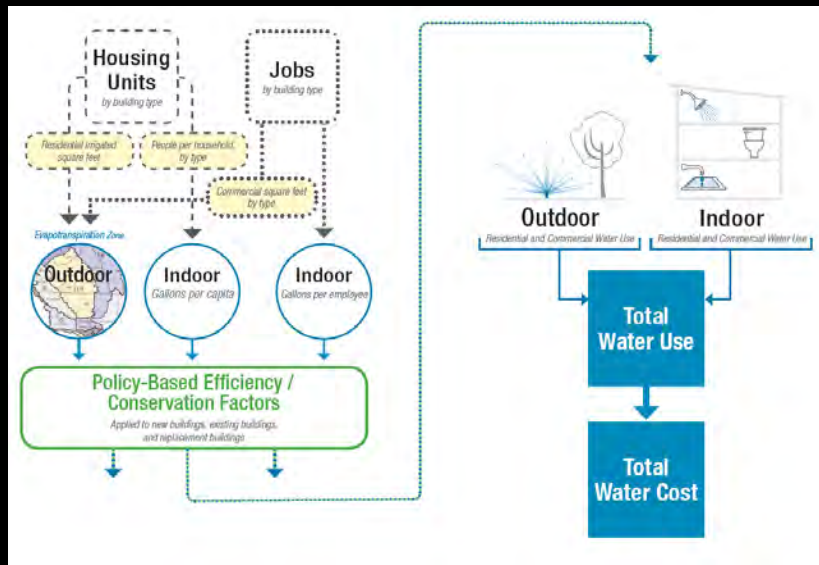 Housing
Units
by building type
Jobs
by building type
Residential irrigated
square feet
People per household,
by type
Commercial square feet
by type
Evapotranspiration Zone
Outdoor
Indoor
Gallons per capita
Indoor
Gallons per employee
Policy-Based Efficiency /
Conservation Factors
Applied to new buildings, existing buildings,
and replacement buildings
Outdoor
Residential and Commercial Water Use
Indoor
Residential and Commercial Water Use
Total
Water Use
Total
Water Cost